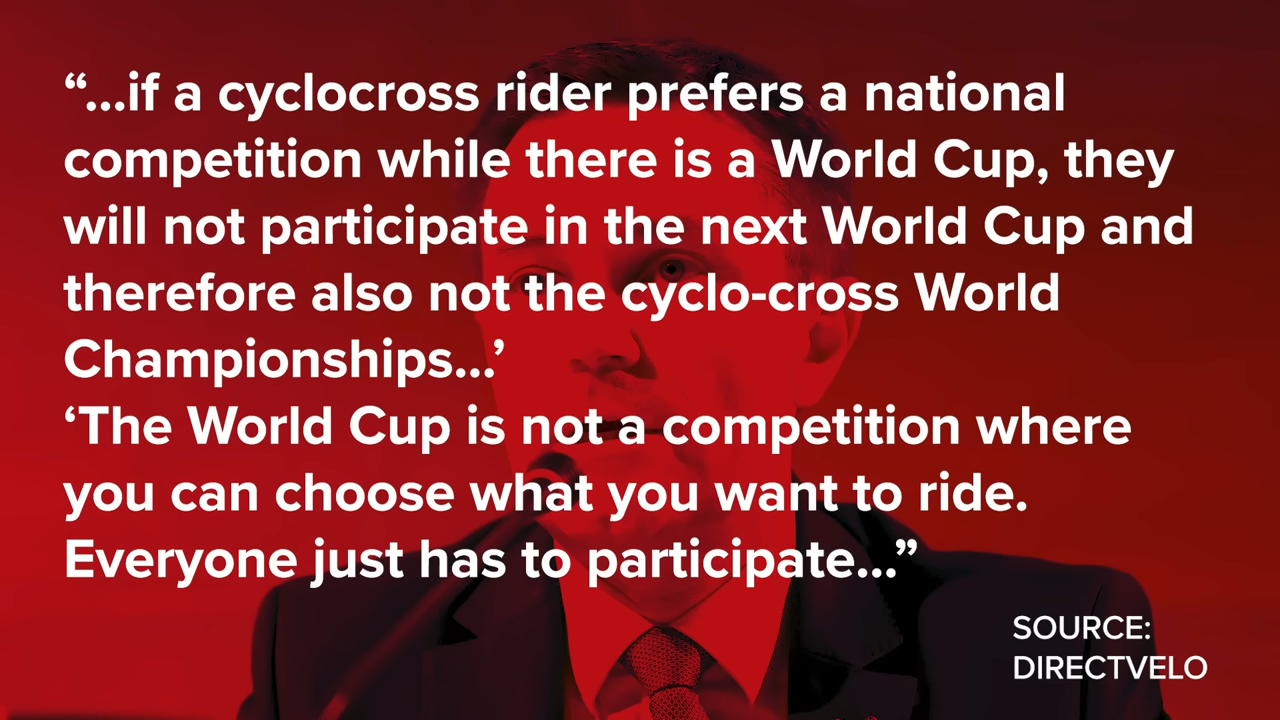 “...if a cyclocross rider prefers a national
competition while there is a World Cup, they
will not participate in the next World Cup and
therefore also not the cyclo-cross World
Championships...’
‘The World Cup is not a competition where
you can choose what you want to ride.
Everyone just has to participate...”
SOURCE:
DIRECTVELO